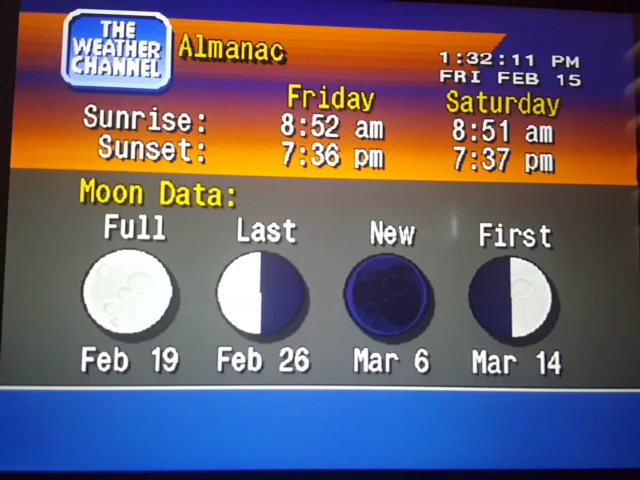 THE
WEATHER
CHANNEL
Almanac
1:32:11 PM
FRI FEB 15
Friday Saturday
Sunrise: 8:52 am 8:51 am
Sunset: 7:36 pm 7:37 pm
Moon Data:
Full Last New First
Feb 19 Feb 26 Mar 6 Mar 14